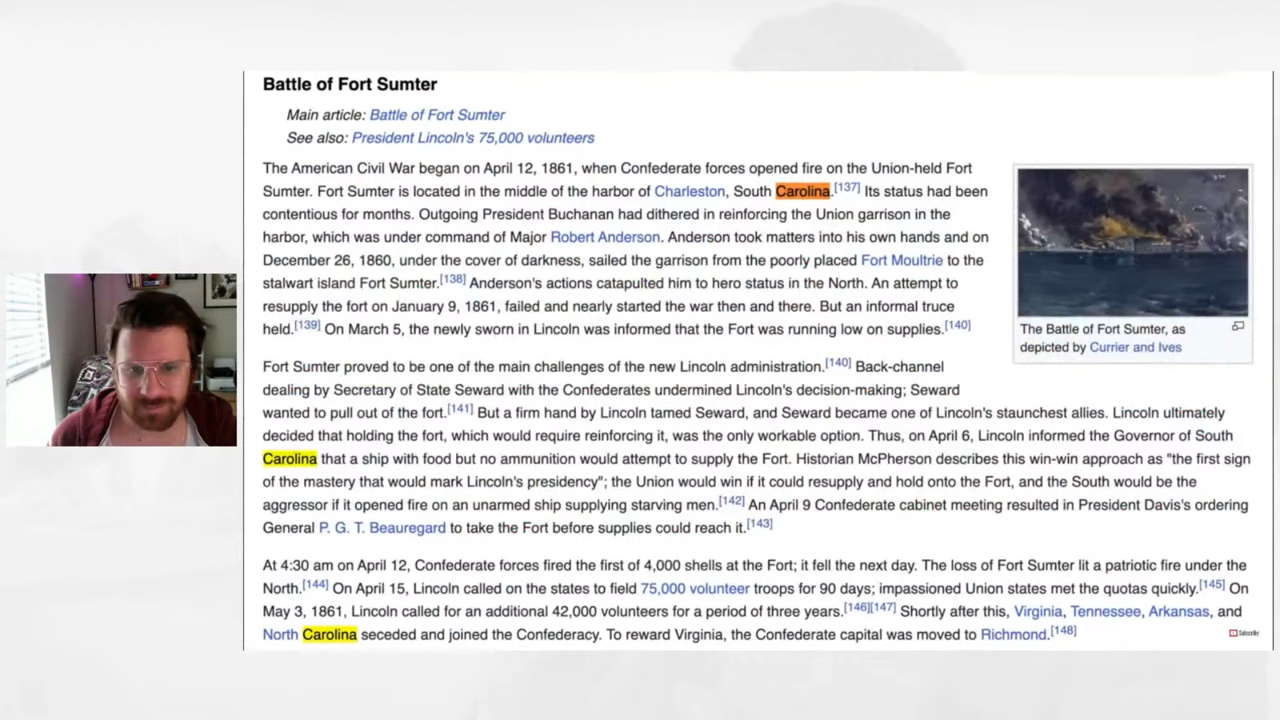 Battle of Fort Sumter
Main article: Battle of Fort Sumter
See also: President Lincoln's 75,000 volunteers
The American Civil War began on April 12, 1861, when Confederate forces opened fire on the Union-held Fort
Sumter. Fort Sumter is located in the middle of the harbor of Charleston, South Carolina.[137] Its status had been
contentious for months. Outgoing President Buchanan had dithered in reinforcing the Union garrison in the
harbor, which was under command of Major Robert Anderson. Anderson took matters into his own hands and on
December 26, 1860, under the cover of darkness, sailed the garrison from the poorly placed Fort Moultrie to the
stalwart island Fort Sumter.[138] Anderson's actions catapulted him to hero status in the North. An attempt to
resupply the fort on January 9, 1861, failed and nearly started the war then and there. But an informal truce
held.[139] On March 5, the newly sworn in Lincoln was informed that the Fort was running low on supplies.[140]
The Battle of Fort Sumter, as
depicted by Currier and Ives
Fort Sumter proved to be one of the main challenges of the new Lincoln administration.[140] Back-channel
dealing by Secretary of State Seward with the Confederates undermined Lincoln's decision-making; Seward
wanted to pull out of the fort.[141] But a firm hand by Lincoln tamed Seward, and Seward became one of Lincoln's staunchest allies. Lincoln ultimately
decided that holding the fort, which would require reinforcing it, was the only workable option. Thus, on April 6, Lincoln informed the Governor of South
Carolina that a ship with food but no ammunition would attempt to supply the Fort. Historian McPherson describes this win-win approach as "the first sign
of the mastery that would mark Lincoln's presidency"; the Union would win if it could resupply and hold onto the Fort, and the South would be the
aggressor if it opened fire on an unarmed ship supplying starving men.[142] An April 9 Confederate cabinet meeting resulted in President Davis's ordering
General P. G. T. Beauregard to take the Fort before supplies could reach it.[143]
At 4:30 am on April 12, Confederate forces fired the first of 4,000 shells at the Fort; it fell the next day. The loss of Fort Sumter lit a patriotic fire under the
North.[144] On April 15, Lincoln called on the states to field 75,000 volunteer troops for 90 days; impassioned Union states met the quotas quickly.[145] On
May 3, 1861, Lincoln called for an additional 42,000 volunteers for a period of three years.[146][147] Shortly after this, Virginia, Tennessee, Arkansas, and
North Carolina seceded and joined the Confederacy. To reward Virginia, the Confederate capital was moved to Richmond.[148]
Subscribe